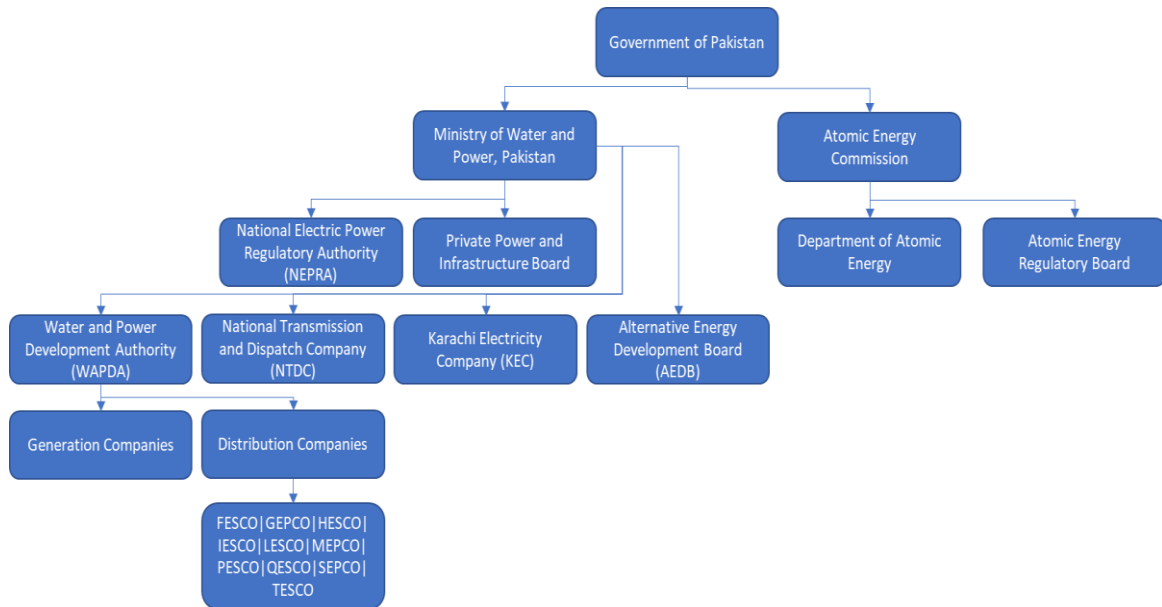 Government of Pakistan
Ministry of Water and
Power, Pakistan
Atomic Energy
Commission
National Electric Power
Regulatory Authority
(NEPRA)
Private Power and
Infrastructure Board
Department of Atomic
Energy
Atomic Energy
Regulatory Board
Water and Power
Development Authority
(WAPDA)
National Transmission
and Dispatch Company
(NTDC)
Karachi Electricity
Company (KEC)
Alternative Energy
Development Board
(AEDB)
Generation Companies
Distribution Companies
FESCO|GEPCO|HESCO|
IESCO|LESCO|MEPCO|
PESCO|QESCO|SEPCO|
TESCO